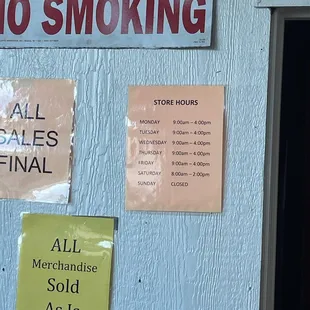 NO SMOKING
ALL
SALES
FINAL
STORE HOURS
MONDAY 9:00am – 4:00pm
TUESDAY 9:00am – 4:00pm
WEDNESDAY 9:00am – 4:00pm
THURSDAY 9:00am – 4:00pm
FRIDAY 9:00am – 4:00pm
SATURDAY 8:00am – 2:00pm
SUNDAY CLOSED
ALL
Merchandise
Sold
As Is